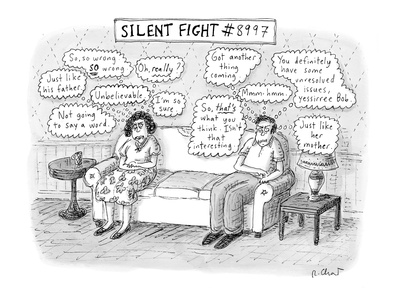 SILENT FIGHT #8997
So, so wrong.
SO wrong.
Oh, really?
Just like
his father.
Unbelievable
I'm so
sure.
Not going
to say a word.
Got another
thing
coming.
Mmmm hmmm.
You definitely
have some
unresolved
issues,
yessiree Bob.
So, that's
what you
think. Isn't
that
interesting.
Just like
her
mother.
R. Chast